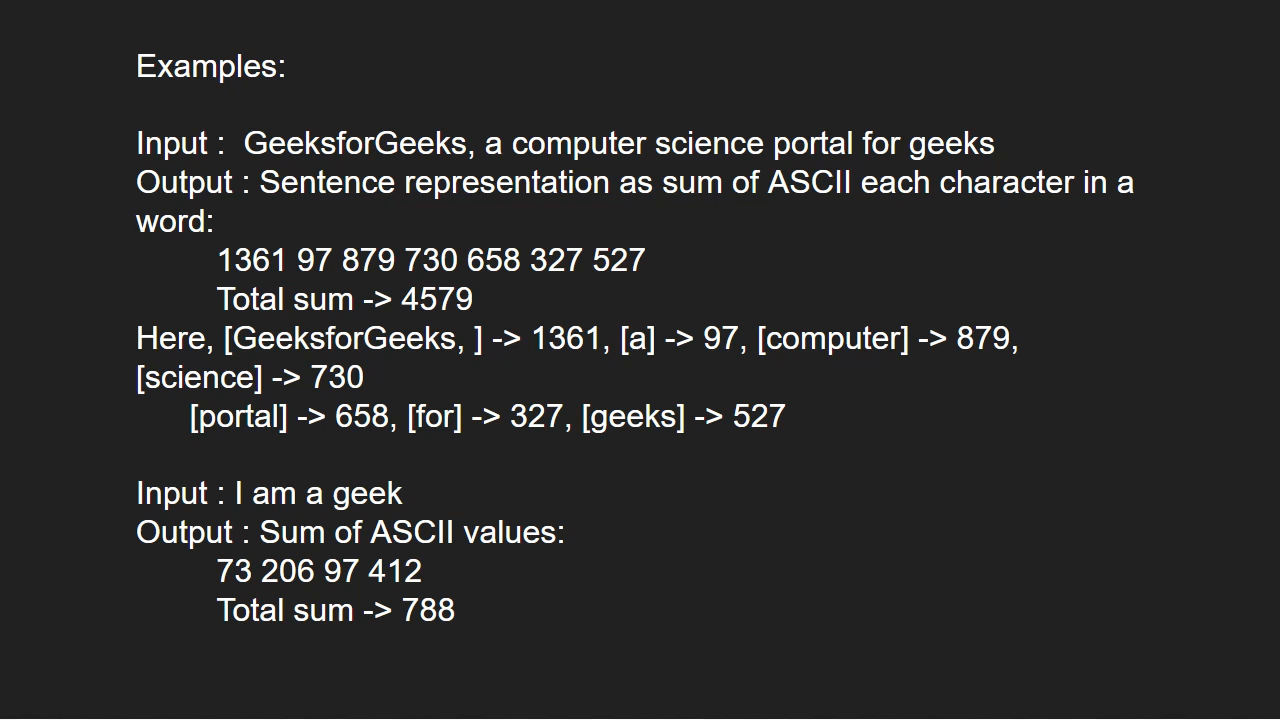 Examples:
Input :  GeeksforGeeks, a computer science portal for geeks
Output : Sentence representation as sum of ASCII each character in a
word:
1361 97 879 730 658 327 527
Total sum -> 4579
Here, [GeeksforGeeks, ] -> 1361, [a] -> 97, [computer] -> 879,
[science] -> 730
[portal] -> 658, [for] -> 327, [geeks] -> 527
Input : I am a geek
Output : Sum of ASCII values:
73 206 97 412
Total sum -> 788